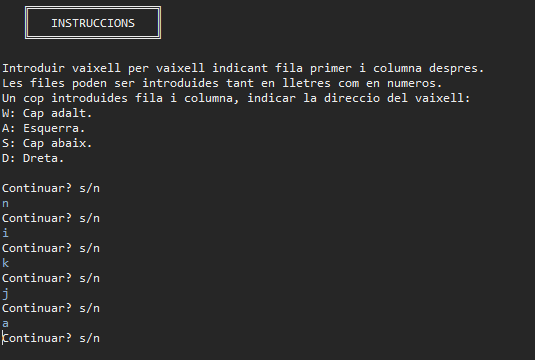 INSTRUCCIONS
Introduir vaixell per vaixell indicant fila primer i columna despres.
Les files poden ser introduides tant en lletres com en numeros.
Un cop introduides fila i columna, indicar la direccio del vaixell:
W: Cap adalt.
A: Esquerra.
S: Cap abaix.
D: Dreta.
Continuar? s/n
n
Continuar? s/n
i
Continuar? s/n
k
Continuar? s/n
j
Continuar? s/n
a
Continuar? s/n